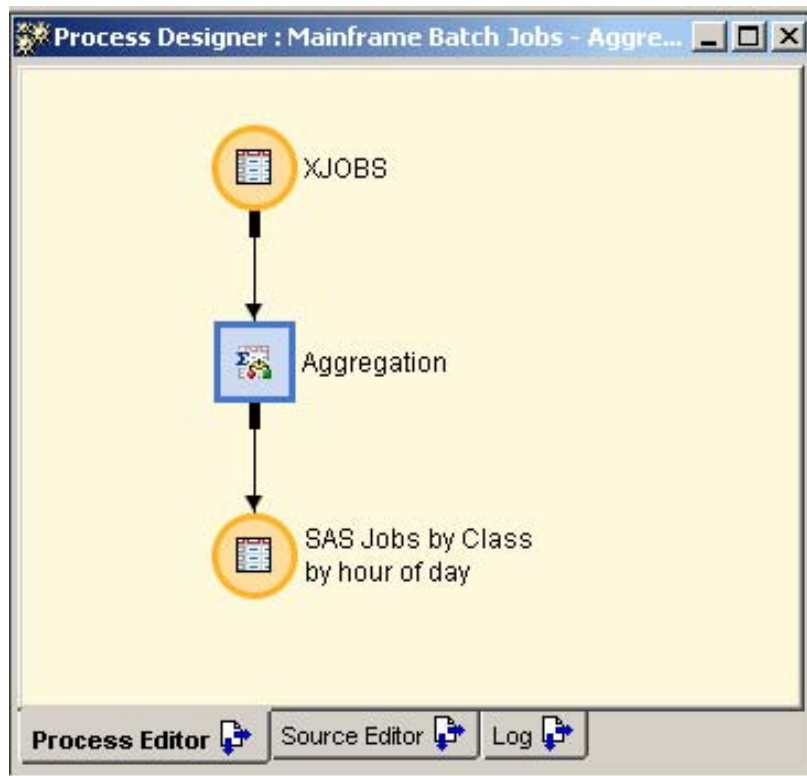 Process Designer : Mainframe Batch Jobs - Aggre...
XJOBS
Aggregation
SAS Jobs by Class
by hour of day
Process Editor
Source Editor
Log